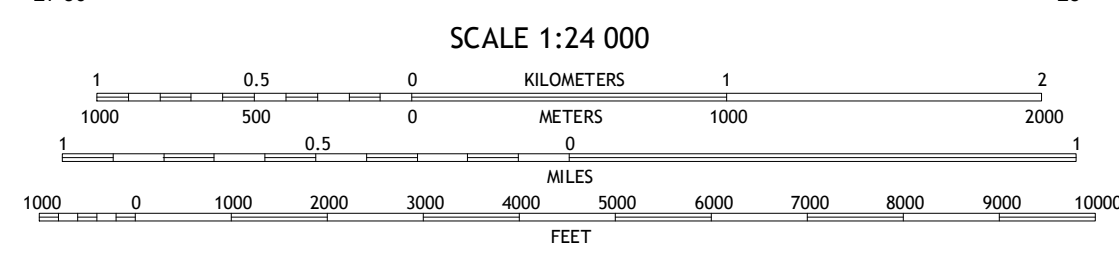 SCALE 1:24 000
1 0.5 0 KILOMETERS 1 2
1000 500 0 METERS 1000 2000
1 0.5 0 1
MILES
1000 0 1000 2000 3000 4000 5000 6000 7000 8000 9000 10000
FEET